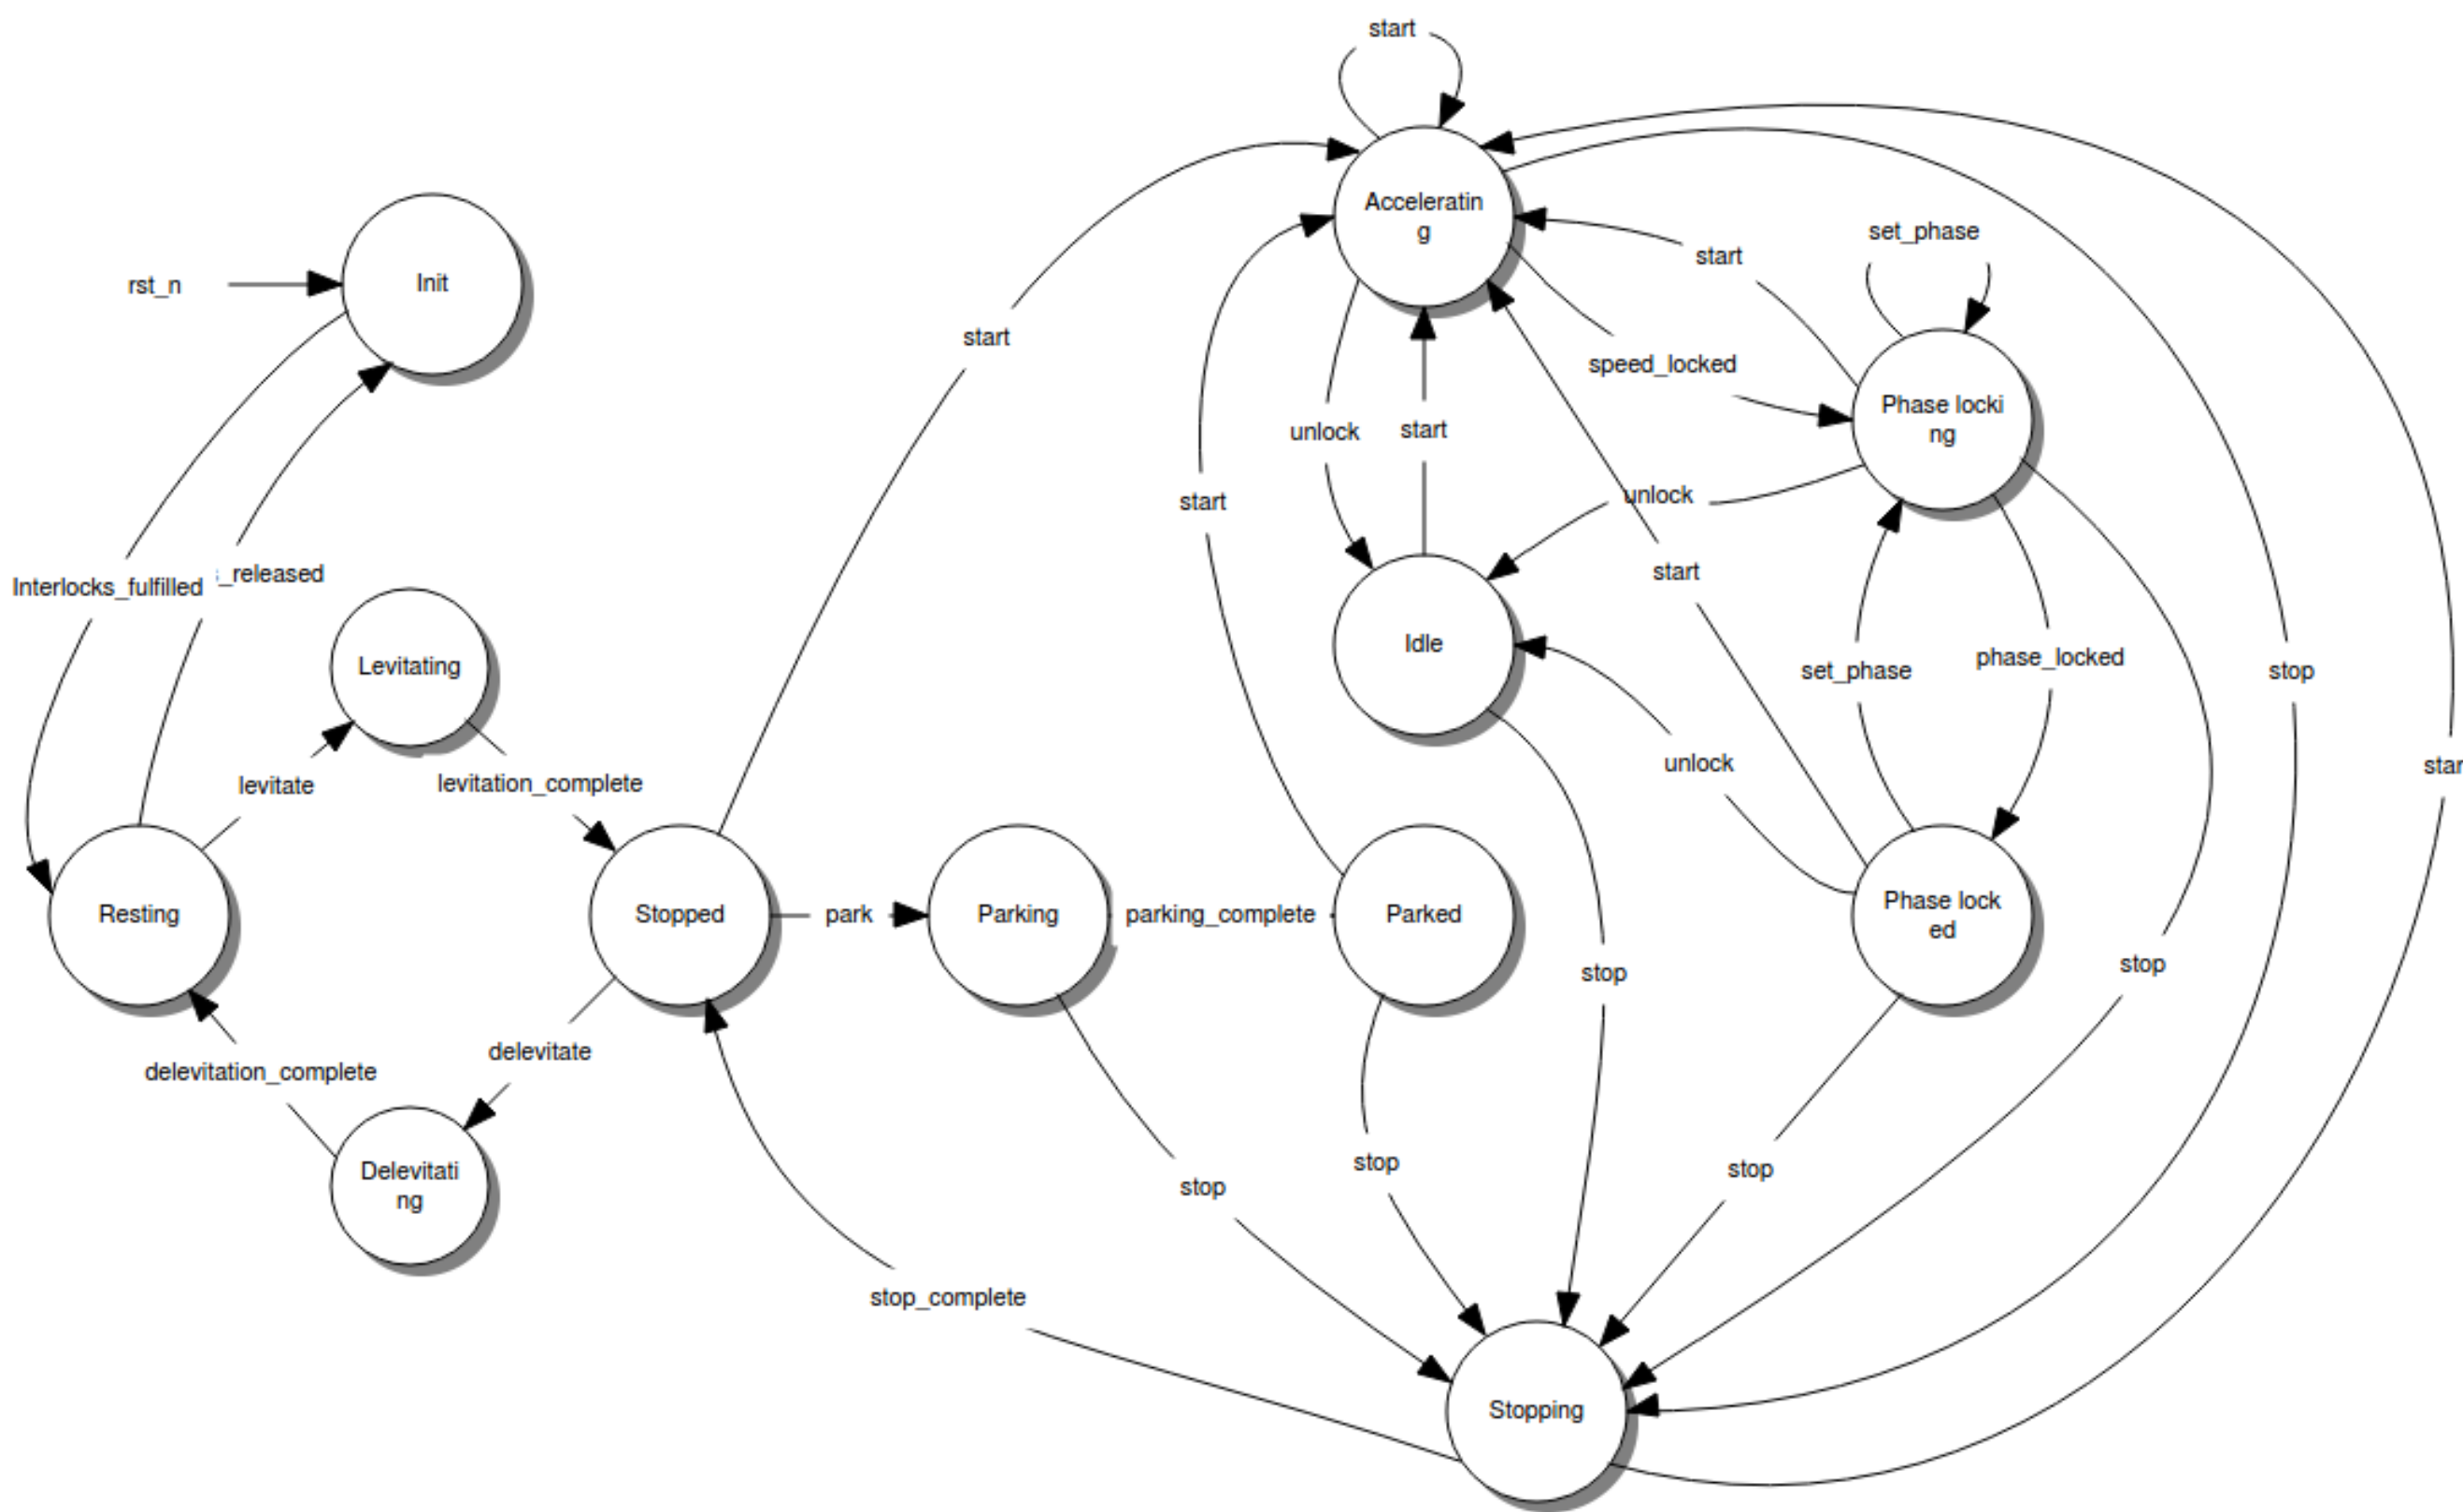 start
Acceleratin
g
set_phase
start
rst_n
Init
start
speed_locked
Phase locki
ng
unlock
start
start
unlock
Interlocks_fulfilled
_released
start
Levitating
Idle
set_phase
phase_locked
stop
levitate
levitation_complete
unlock
star
Resting
Stopped
park
Parking
parking_complete
Parked
Phase lock
ed
stop
stop
delevitate
delevitation_complete
Delevitati
ng
stop
stop
stop
stop_complete
Stopping